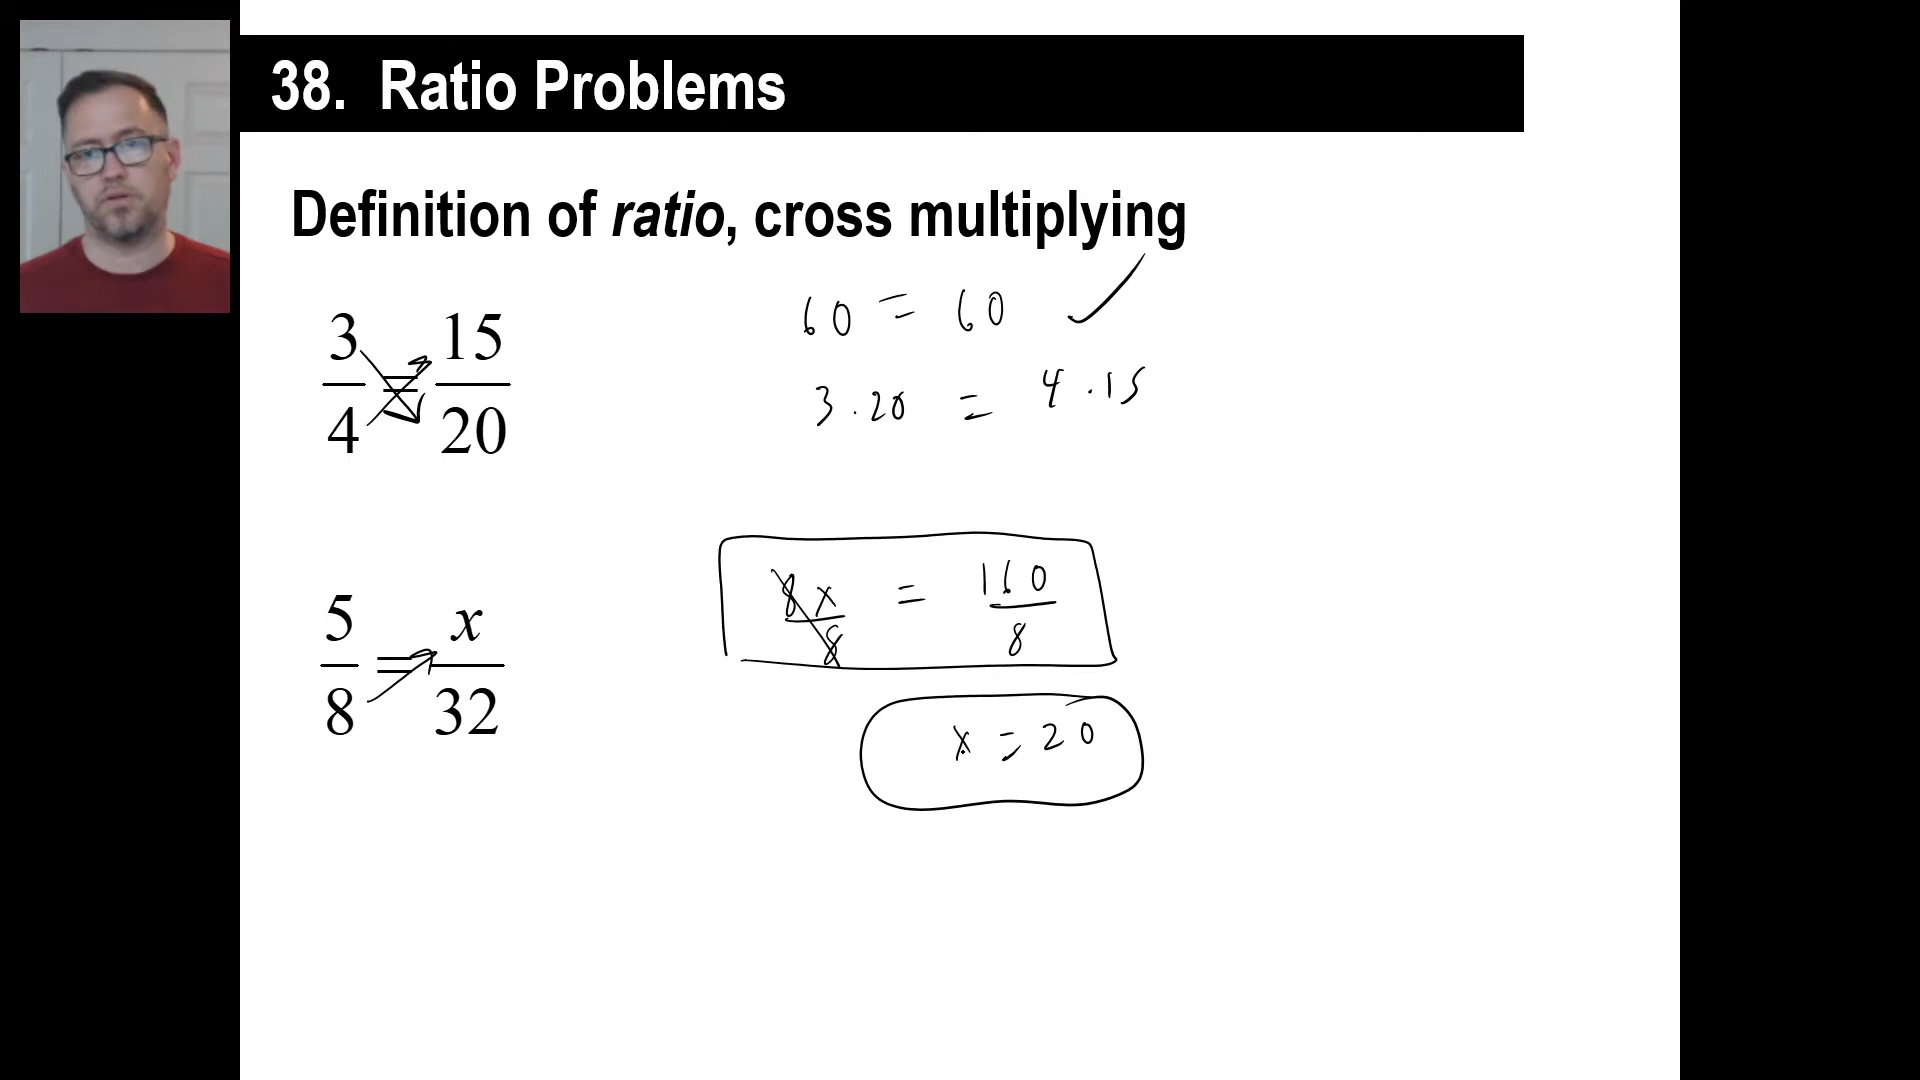 38. Ratio Problems
Definition of ratio, cross multiplying
3/4 = 15/20
60 = 60 ✓
3 · 20 = 4 · 15
5/8 = x/32
8x/8 = 160/8
x = 20